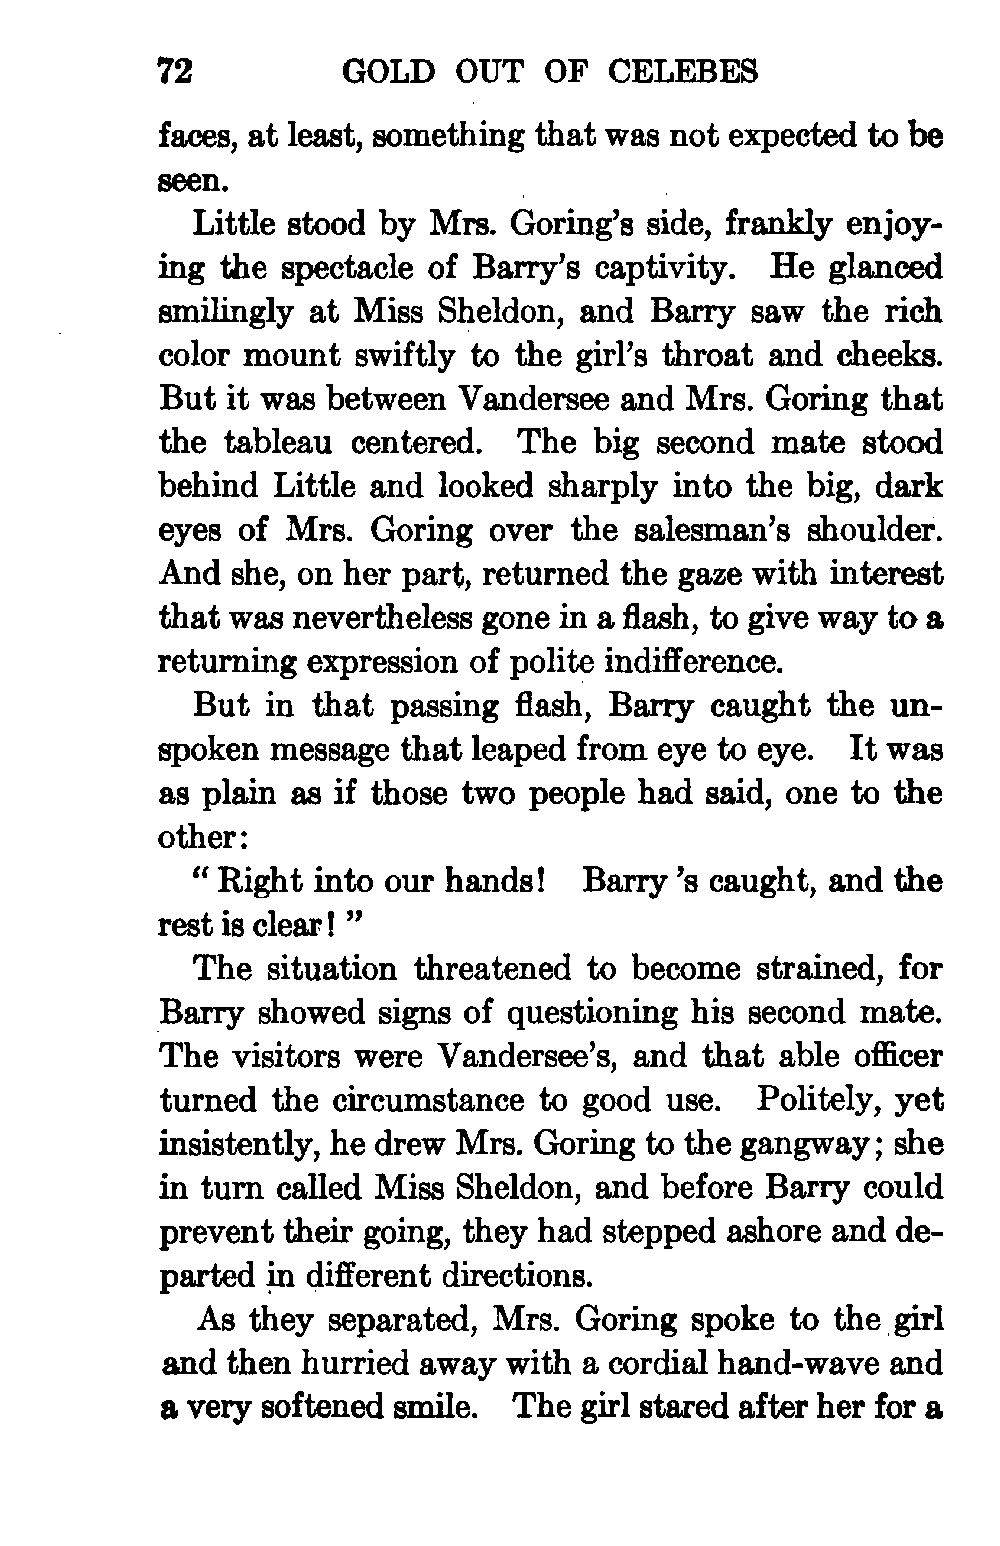 72 GOLD OUT OF CELEBES
faces, at least, something that was not expected to be
seen.
Little stood by Mrs. Goring's side, frankly enjoy-
ing the spectacle of Barry's captivity. He glanced
smilingly at Miss Sheldon, and Barry saw the rich
color mount swiftly to the girl's throat and cheeks.
But it was between Vandersee and Mrs. Goring that
the tableau centered. The big second mate stood
behind Little and looked sharply into the big, dark
eyes of Mrs. Goring over the salesman's shoulder.
And she, on her part, returned the gaze with interest
that was nevertheless gone in a flash, to give way to a
returning expression of polite indifference.
But in that passing flash, Barry caught the un-
spoken message that leaped from eye to eye. It was
as plain as if those two people had said, one to the
other:
" Right into our hands! Barry 's caught, and the
rest is clear! "
The situation threatened to become strained, for
Barry showed signs of questioning his second mate.
The visitors were Vandersee's, and that able officer
turned the circumstance to good use. Politely, yet
insistently, he drew Mrs. Goring to the gangway; she
in turn called Miss Sheldon, and before Barry could
prevent their going, they had stepped ashore and de-
parted in different directions.
As they separated, Mrs. Goring spoke to the girl
and then hurried away with a cordial hand-wave and
a very softened smile. The girl stared after her for a